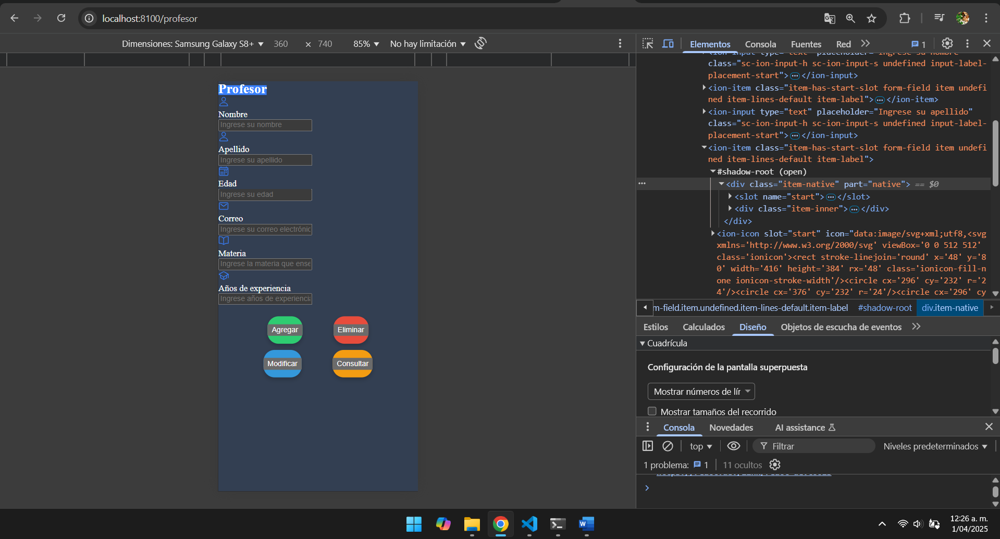 localhost:8100/profesor
Dimensiones: Samsung Galaxy S8+ 360 × 740 85% No hay limitación
Elementos Consola Fuentes Red 1
<ion-input type="text" placeholder="Ingrese su nombre"
class="sc-ion-input-h sc-ion-input-s undefined input-label-
placement-start">…</ion-input>
<ion-item class="item-has-start-slot form-field item undefi
ned item-lines-default item-label">…</ion-item>
<ion-input type="text" placeholder="Ingrese su apellido"
class="sc-ion-input-h sc-ion-input-s undefined input-label-
placement-start">…</ion-input>
<ion-item class="item-has-start-slot form-field item undefi
ned item-lines-default item-label">
#shadow-root (open)
<div class="item-native" part="native"> == $0
<slot name="start">…</slot>
<div class="item-inner">…</div>
</div>
<ion-icon slot="start" icon="data:image/svg+xml;utf8,<svg
xmlns='http://www.w3.org/2000/svg' viewBox='0 0 512 512'
class='ionicon'><rect stroke-linejoin='round' x='48' y='8
0' width='416' height='384' rx='48' class='ionicon-fill-n
one ionicon-stroke-width'/><circle cx='296' cy='232' r='2
4'/><circle cx='376' cy='232' r='24'/><circle cx='296' cy
m-field.item.undefined.item-lines-default.item-label #shadow-root div.item-native
Estilos Calculados Diseño Objetos de escucha de eventos
Cuadrícula
Configuración de la pantalla superpuesta
Mostrar números de lír
Mostrar tamaños del recorrido
Consola Novedades AI assistance
top Filtrar Niveles predeterminados
1 problema: 1 11 ocultos
Profesor
Nombre
Ingrese su nombre
Apellido
Ingrese su apellido
Edad
Ingrese su edad
Correo
Ingrese su correo electrónic
Materia
Ingrese la materia que ense
Años de experiencia
Ingrese años de experiencia
Agregar Eliminar
Modificar Consultar
12:26 a. m.
1/04/2025